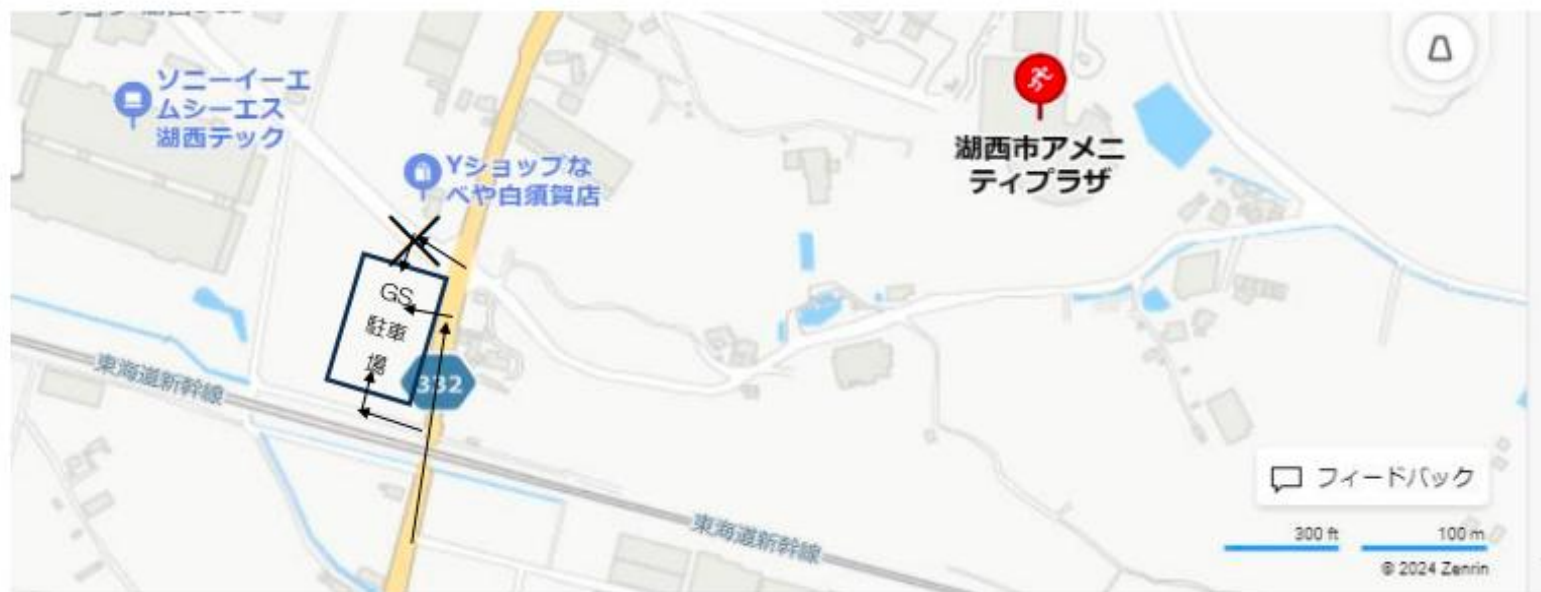 ソニーイーエ
ムシーエス
湖西テック
Yショップな
べや白須賀店
湖西市アメニ
ティプラザ
GS
駐車
場
332
東海道新幹線
東海道新幹線
フィードバック
300 ft
100 m
© 2024 Zenrin